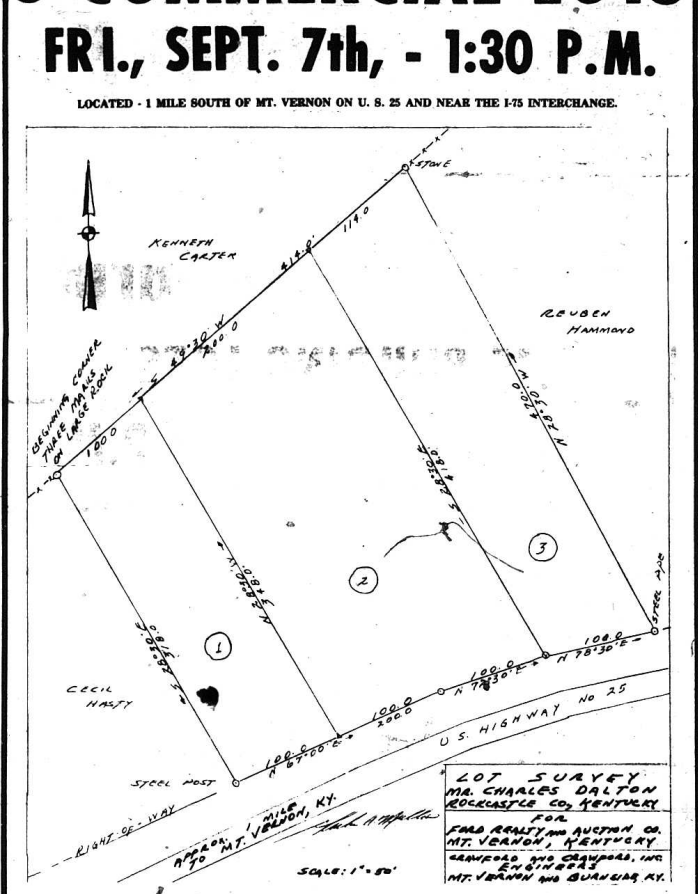 FRI., SEPT. 7th, - 1:30 P.M.
LOCATED - 1 MILE SOUTH OF MT. VERNON ON U. S. 25 AND NEAR THE I-75 INTERCHANGE.
STONE
KENNETH
CARTER
414.0'
114.0
REUBEN
HAMMOND
S 49°30' W
200.0
BEGINNING CORNER
THREE MARKS
ON LARGE ROCK
100.0
N 28°30' W
470.0
S 28°30' E
418.0
N 28°30' W
348.0'
S 28°30' E
318.0
1
2
3
CECIL
HASTY
STEEL PIPE
100.0
N 78°30' E
100.0
N 72°30' E
100.0
200.0
100.0
N 67°00' E
STEEL POST
U.S. HIGHWAY No 25
RIGHT-OF-WAY
APPROX. 1 MILE
TO MT. VERNON, KY.
SCALE: 1" = 50'
LOT SURVEY
MR. CHARLES DALTON
ROCKCASTLE CO, KENTUCKY
FOR
FORD REALTY AND AUCTION CO.
MT. VERNON, KENTUCKY
CRAWFORD AND CRAWFORD, INC
ENGINEERS
MT. VERNON AND BURNSIDE, KY.